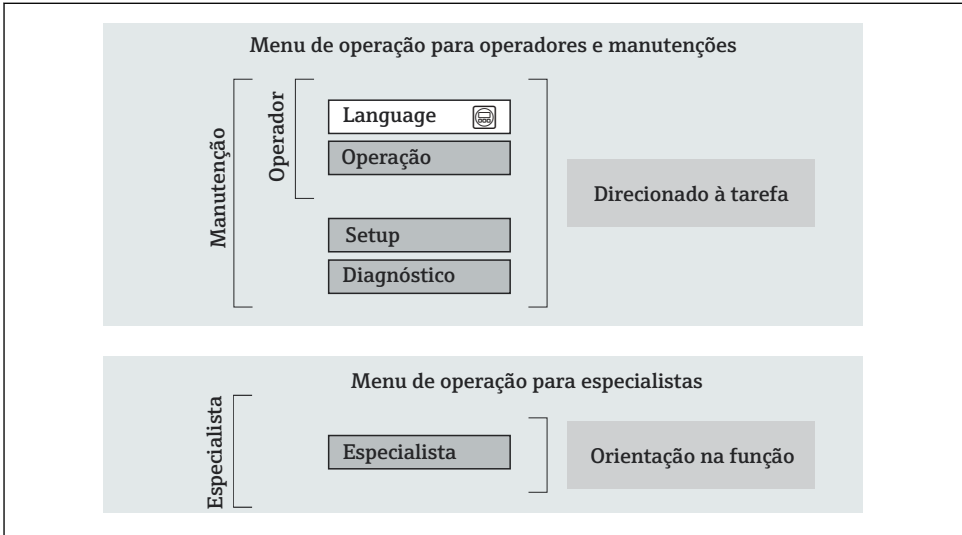 Menu de operação para operadores e manutenções
Manutenção
Operador
Language
Operação
Setup
Diagnóstico
Direcionado à tarefa
Menu de operação para especialistas
Especialista
Especialista
Orientação na função